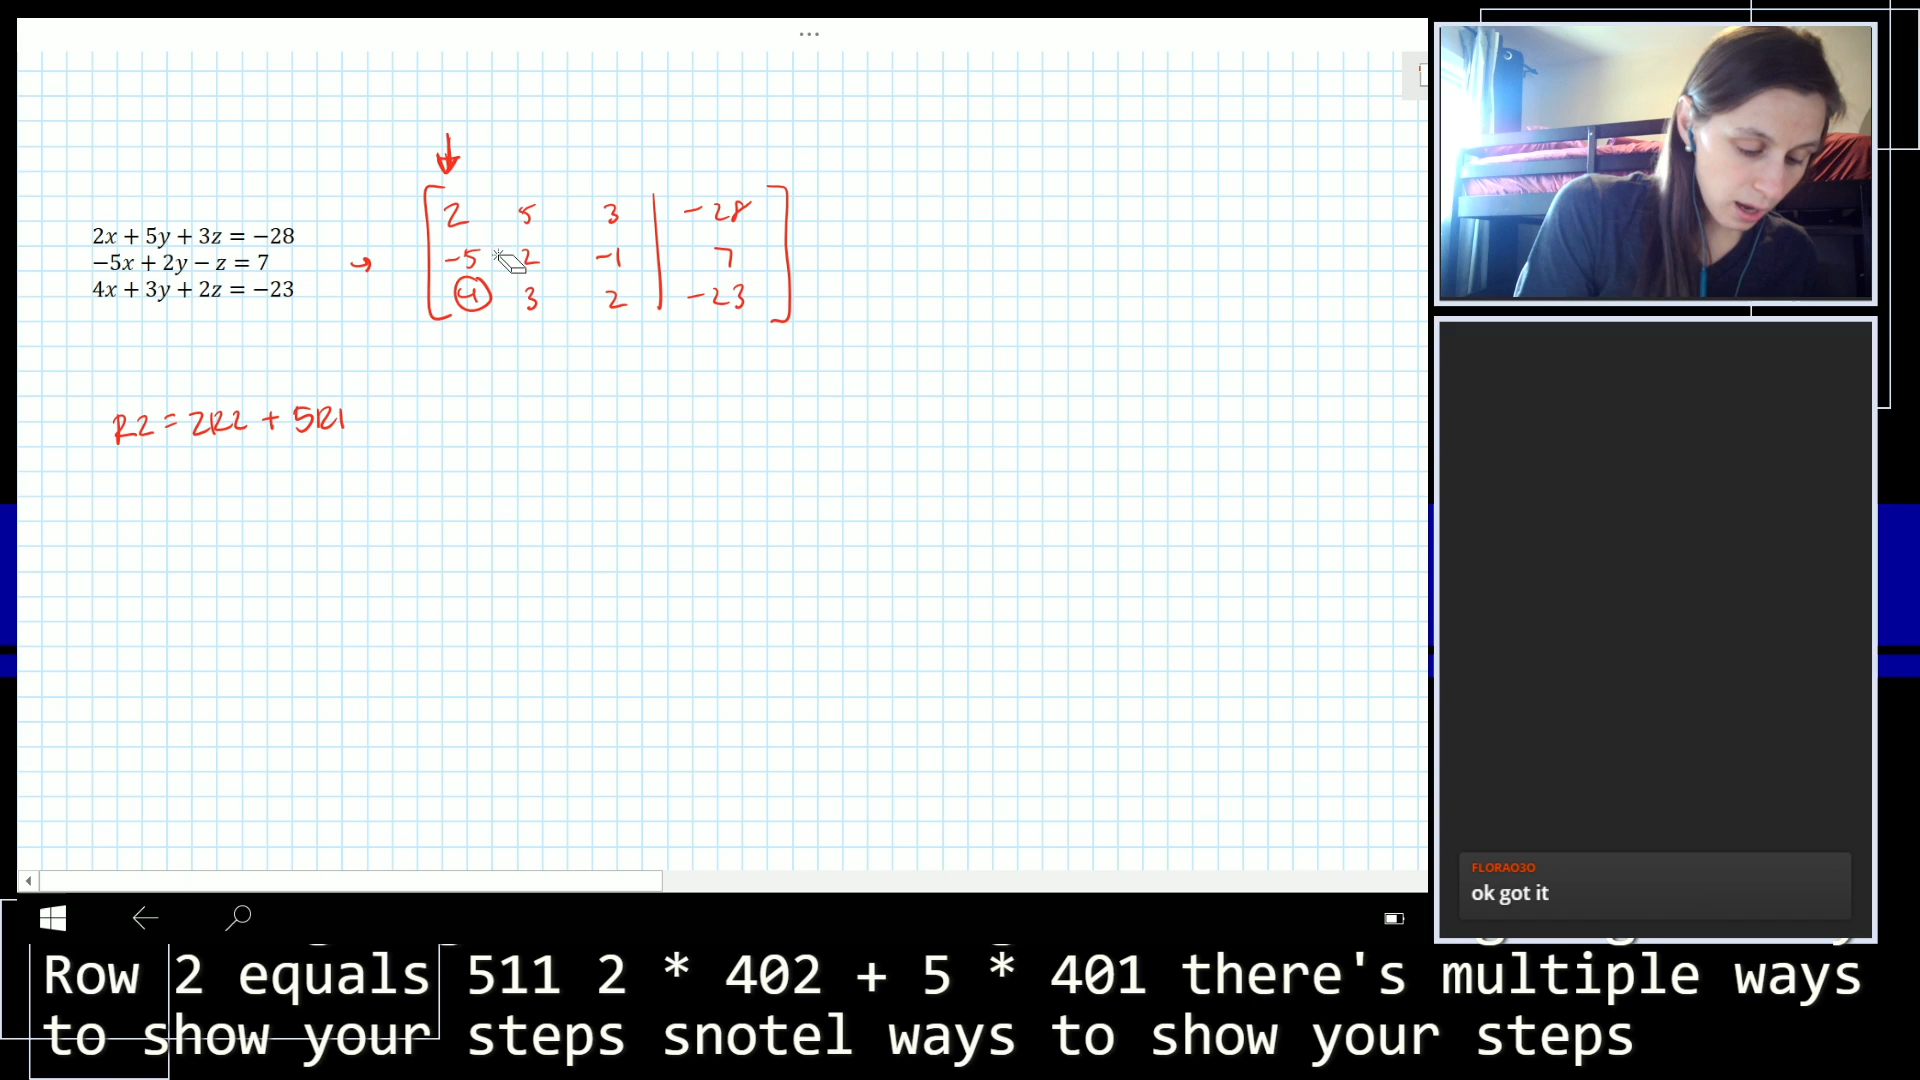 2x + 5y + 3z = −28
−5x + 2y − z = 7
4x + 3y + 2z = −23
2 5 3 | -28
-5 2 -1 | 7
4 3 2 | -23
R2 = 2R2 + 5R1
FLORAO3O
ok got it
Row 2 equals 511 2 * 402 + 5 * 401 there's multiple ways
to show your steps snotel ways to show your steps